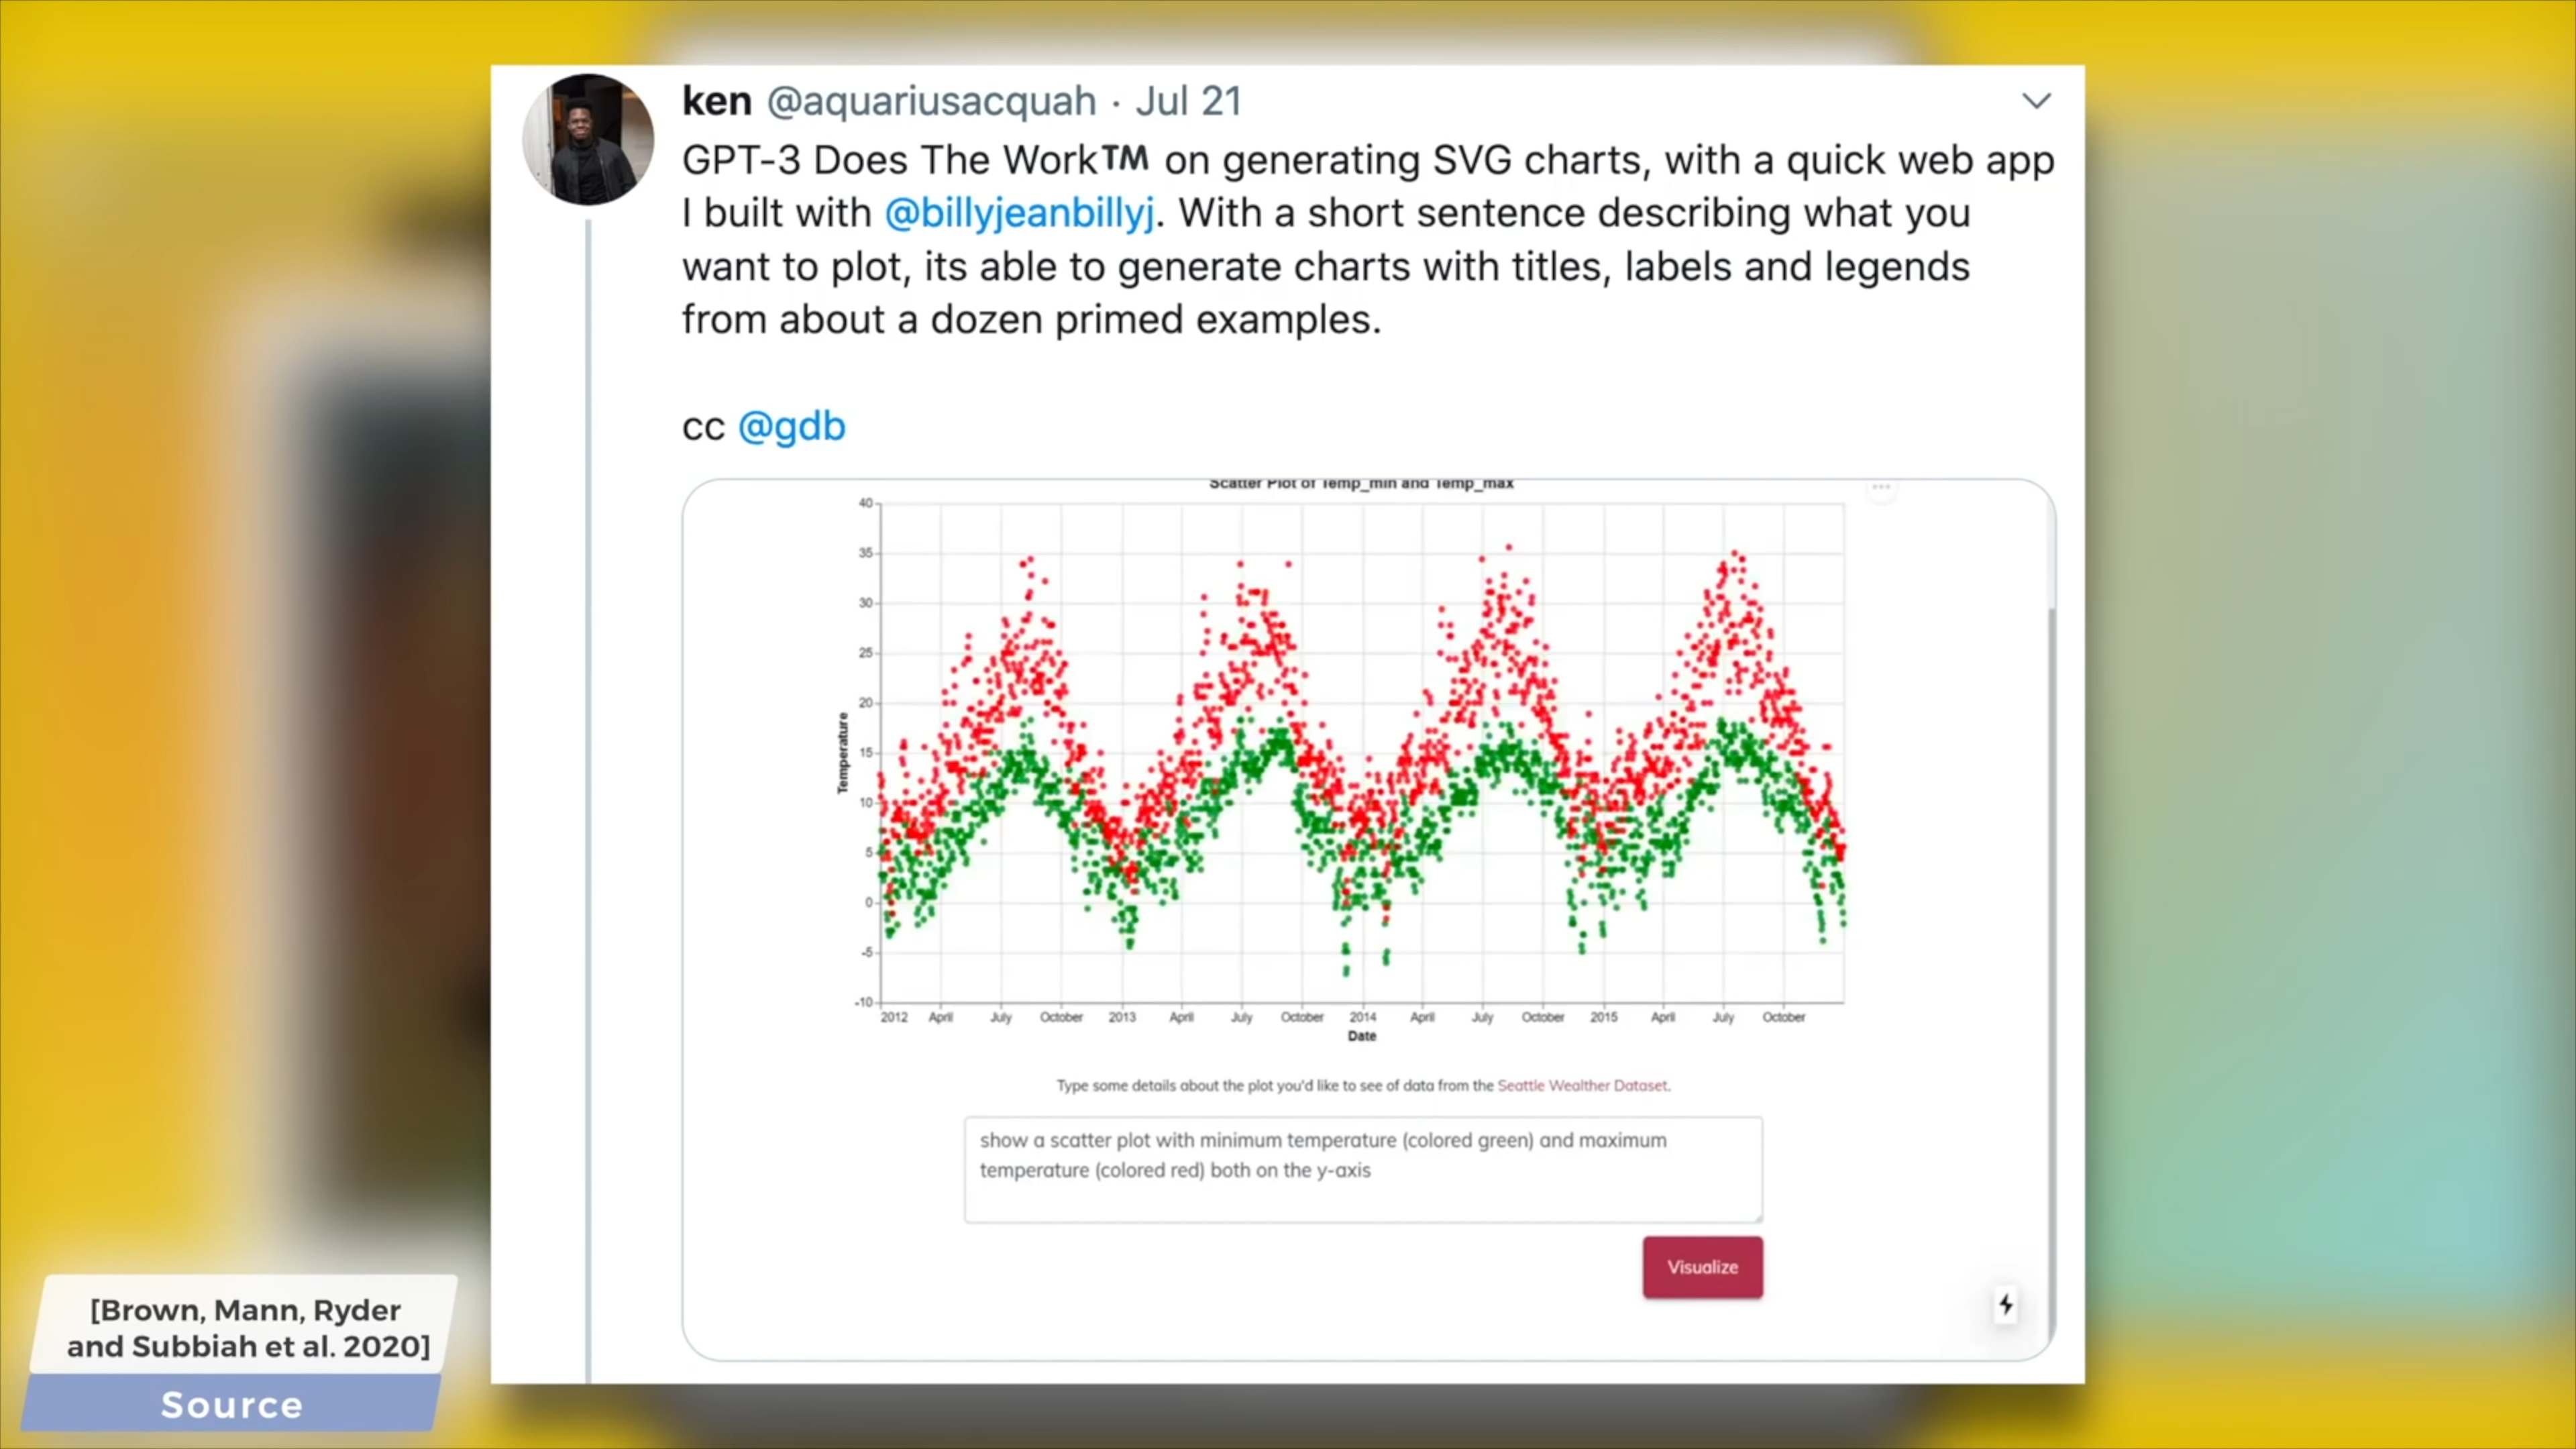 ken @aquariusacquah · Jul 21
GPT-3 Does The Work™ on generating SVG charts, with a quick web app
I built with @billyjeanbillyj. With a short sentence describing what you
want to plot, its able to generate charts with titles, labels and legends
from about a dozen primed examples.
cc @gdb
Scatter Plot of Temp_min and Temp_max
40
35
30
25
20
15
10
5
0
-5
-10
Temperature
2012 April July October 2013 April July October 2014 April July October 2015 April July October
Date
Type some details about the plot you'd like to see of data from the Seattle Wealther Dataset.
show a scatter plot with minimum temperature (colored green) and maximum
temperature (colored red) both on the y-axis
Visualize
[Brown, Mann, Ryder
and Subbiah et al. 2020]
Source